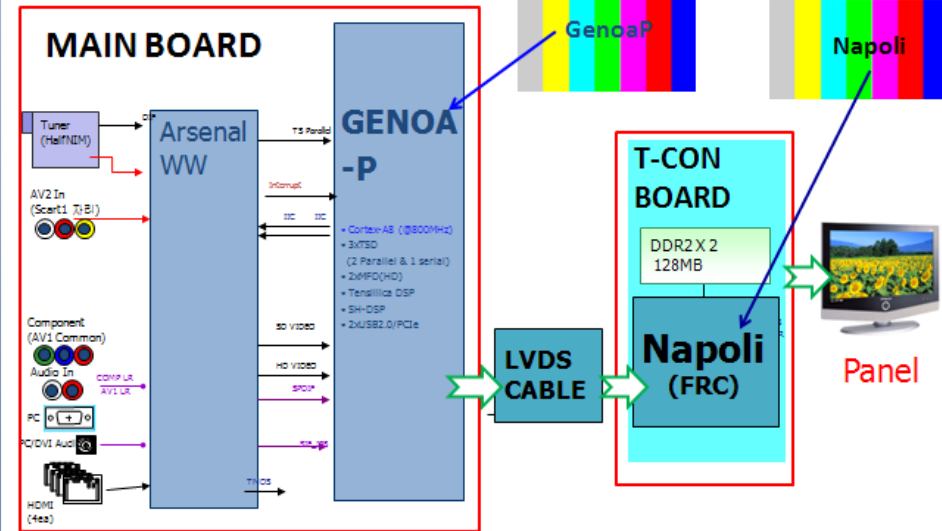 MAIN BOARD
GenoaP
Napoli
Tuner
(HalfNIM)
Arsenal
WW
TS Parallel
GENOA
-P
Interrupt
AV2 In
(Scart1 자리)
IIC IIC
• Cortex-A8 (@800MHz)
• 3xTSD
(2 Parallel & 1 serial)
• 2xMFD(HD)
• Tensilica DSP
• SH-DSP
• 2xUSB2.0/PCIe
T-CON
BOARD
DDR2 X 2
128MB
Component
(AV1 Common)
SD VIDEO
Audio In
COMP LR
AV1 LR
HD VIDEO
SPDIF
PC
PC/DVI Audio
HDMI
(4ea)
TMDS
LVDS
CABLE
Napoli
(FRC)
Panel